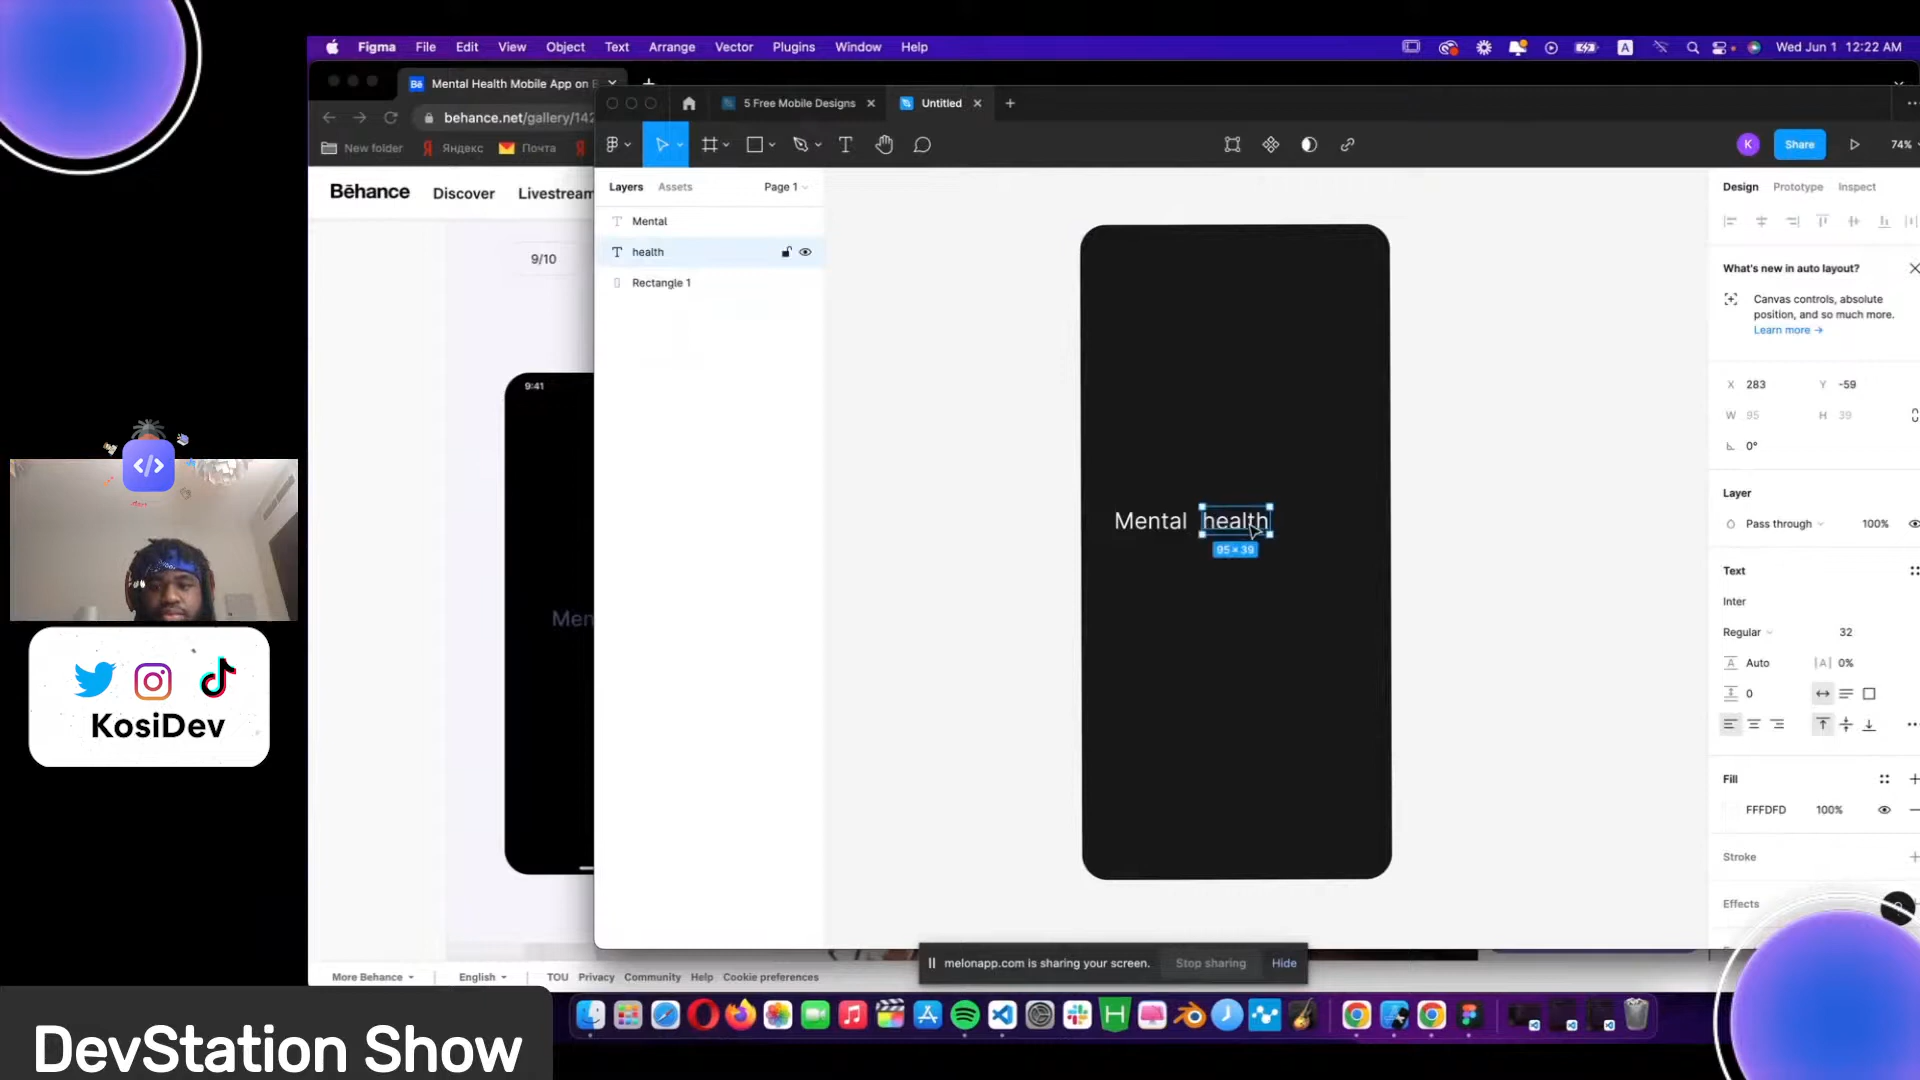 Figma File Edit View Object Text Arrange Vector Plugins Window Help A Wed Jun 1 12:22 AM
Bē Mental Health Mobile App on
5 Free Mobile Designs Untitled
behance.net/gallery/142
K Share 74%
New folder Яндекс Почта
Bēhance Discover Livestream
Layers Assets Page 1
Design Prototype Inspect
Mental
health
Rectangle 1
9/10
What's new in auto layout?
Canvas controls, absolute
position, and so much more.
Learn more →
X 283 Y -59
W 95 H 39
0°
9:41
Men
Mental health
95 × 39
Layer
Pass through 100%
Text
Inter
Regular 32
Auto 0%
0
Fill
FFFDFD 100%
Stroke
Effects
KosiDev
melonapp.com is sharing your screen. Stop sharing Hide
More Behance English TOU Privacy Community Help Cookie preferences
DevStation Show